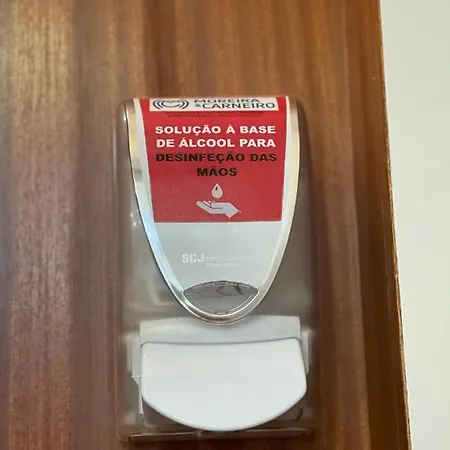 MOREIRA
& CARNEIRO
SOLUÇÃO À BASE
DE ÁLCOOL PARA
DESINFEÇÃO DAS
MÃOS
SCJ